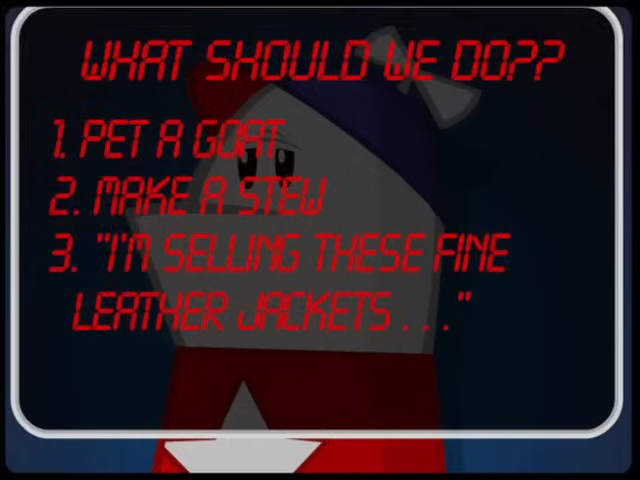 WHAT SHOULD WE DO??
1. PET A GOAT
2. MAKE A STEW
3. "I'M SELLING THESE FINE
LEATHER JACKETS . . ."